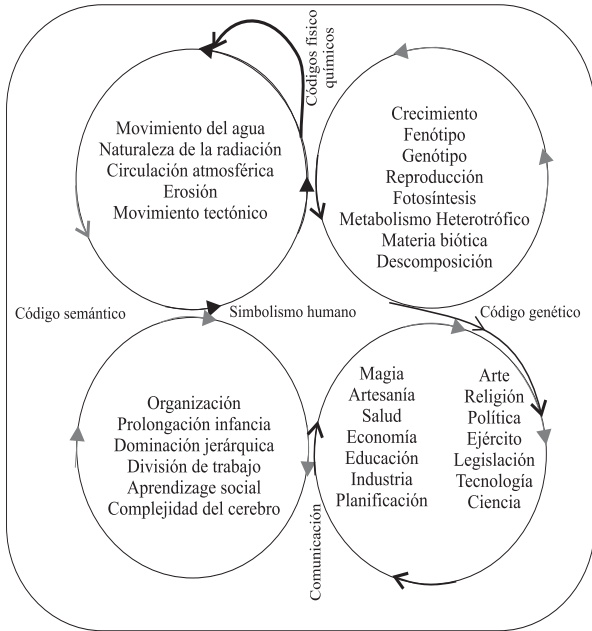 Códigos físico
químicos
Movimiento del agua
Naturaleza de la radiación
Circulación atmosférica
Erosión
Movimiento tectónico
Crecimiento
Fenótipo
Genótipo
Reproducción
Fotosíntesis
Metabolismo Heterotrófico
Materia biótica
Descomposición
Código semántico
Simbolismo humano
Código genético
Organización
Prolongación infancia
Dominación jerárquica
División de trabajo
Aprendizage social
Complejidad del cerebro
Comunicación
Magia
Artesanía
Salud
Economía
Educación
Industria
Planificación
Arte
Religión
Política
Ejército
Legislación
Tecnología
Ciencia